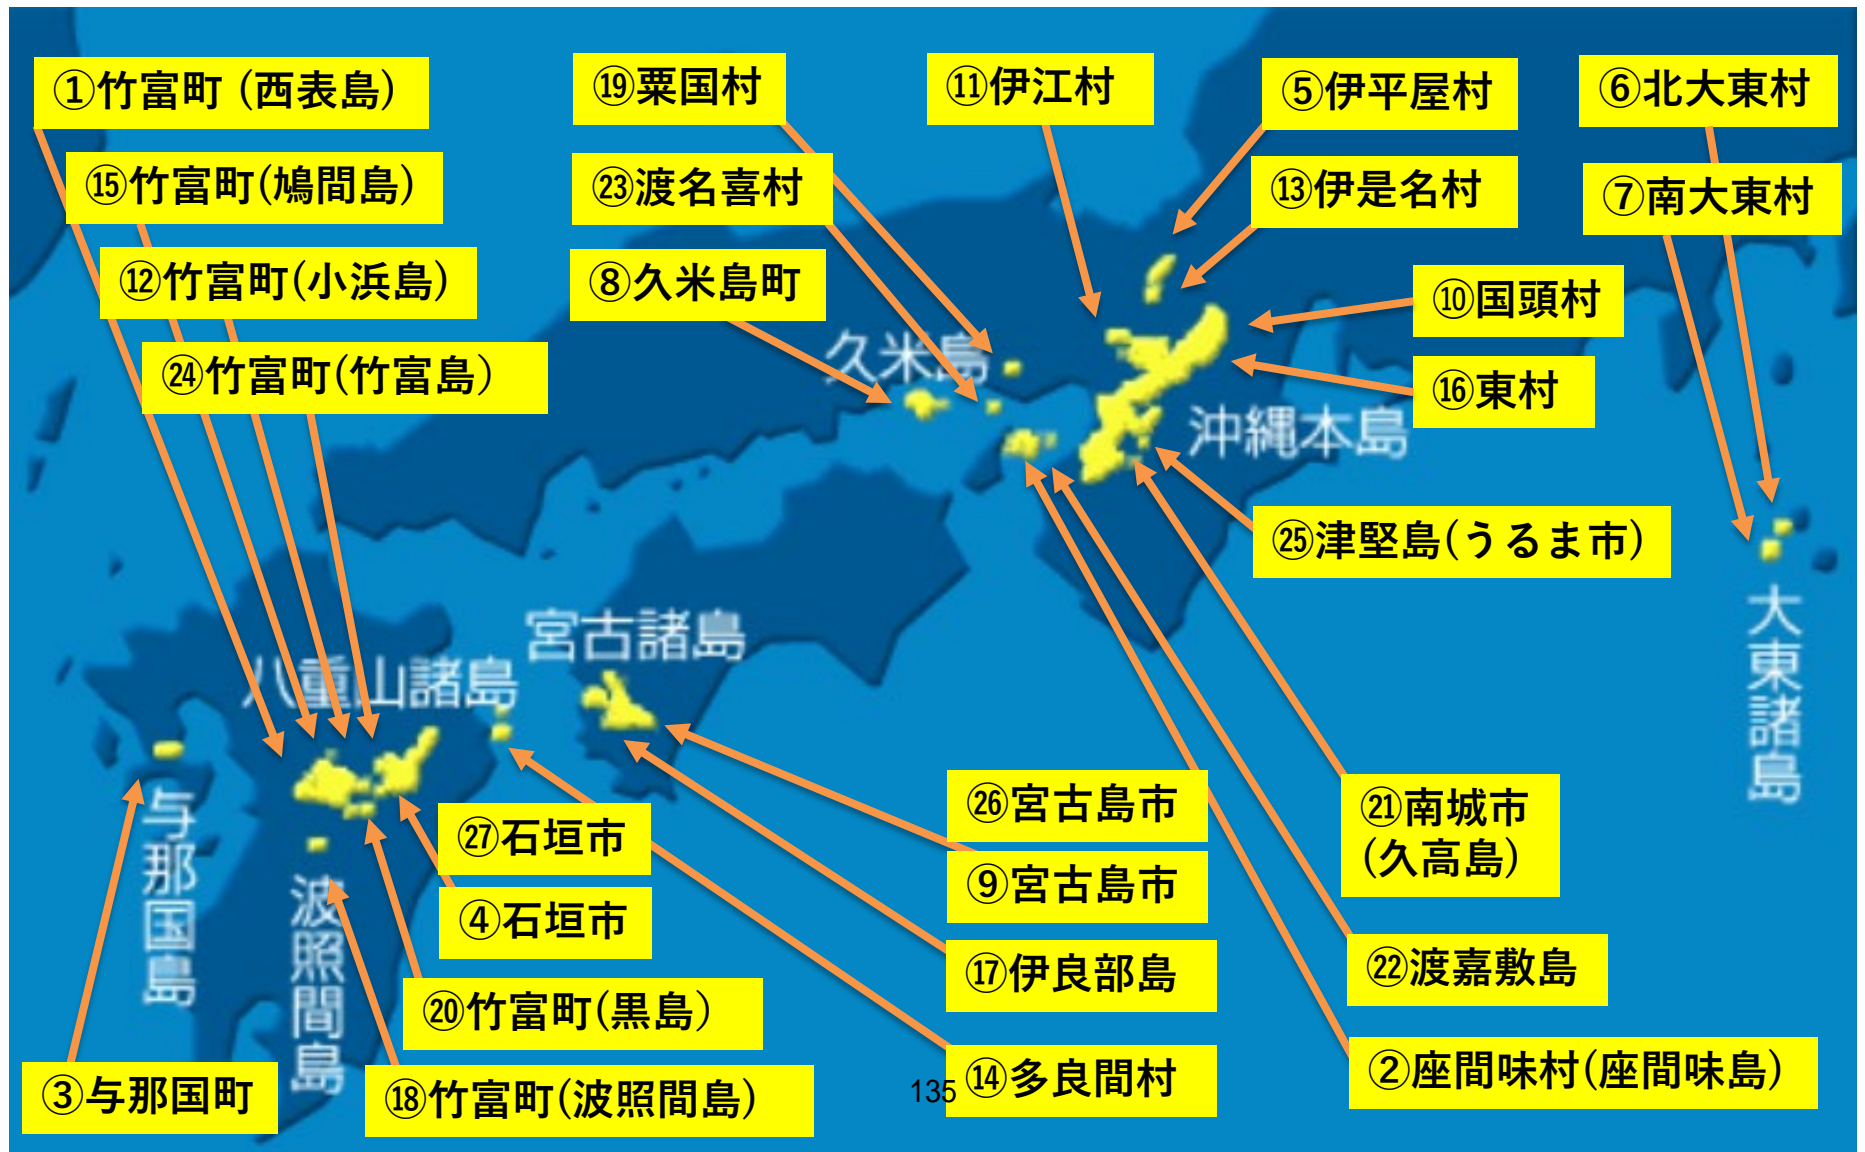 ①竹富町 (西表島)
⑮竹富町(鳩間島)
⑫竹富町(小浜島)
㉔竹富町(竹富島)
⑲粟国村
㉓渡名喜村
⑧久米島町
⑪伊江村
⑤伊平屋村
⑬伊是名村
⑥北大東村
⑦南大東村
⑩国頭村
⑯東村
久米島
沖縄本島
㉕津堅島(うるま市)
大東諸島
宮古諸島
八重山諸島
与那国島
波照間島
㉗石垣市
④石垣市
⑳竹富町(黒島)
③与那国町
⑱竹富町(波照間島)
㉖宮古島市
⑨宮古島市
⑰伊良部島
⑭多良間村
135
㉑南城市
(久高島)
㉒渡嘉敷島
②座間味村(座間味島)